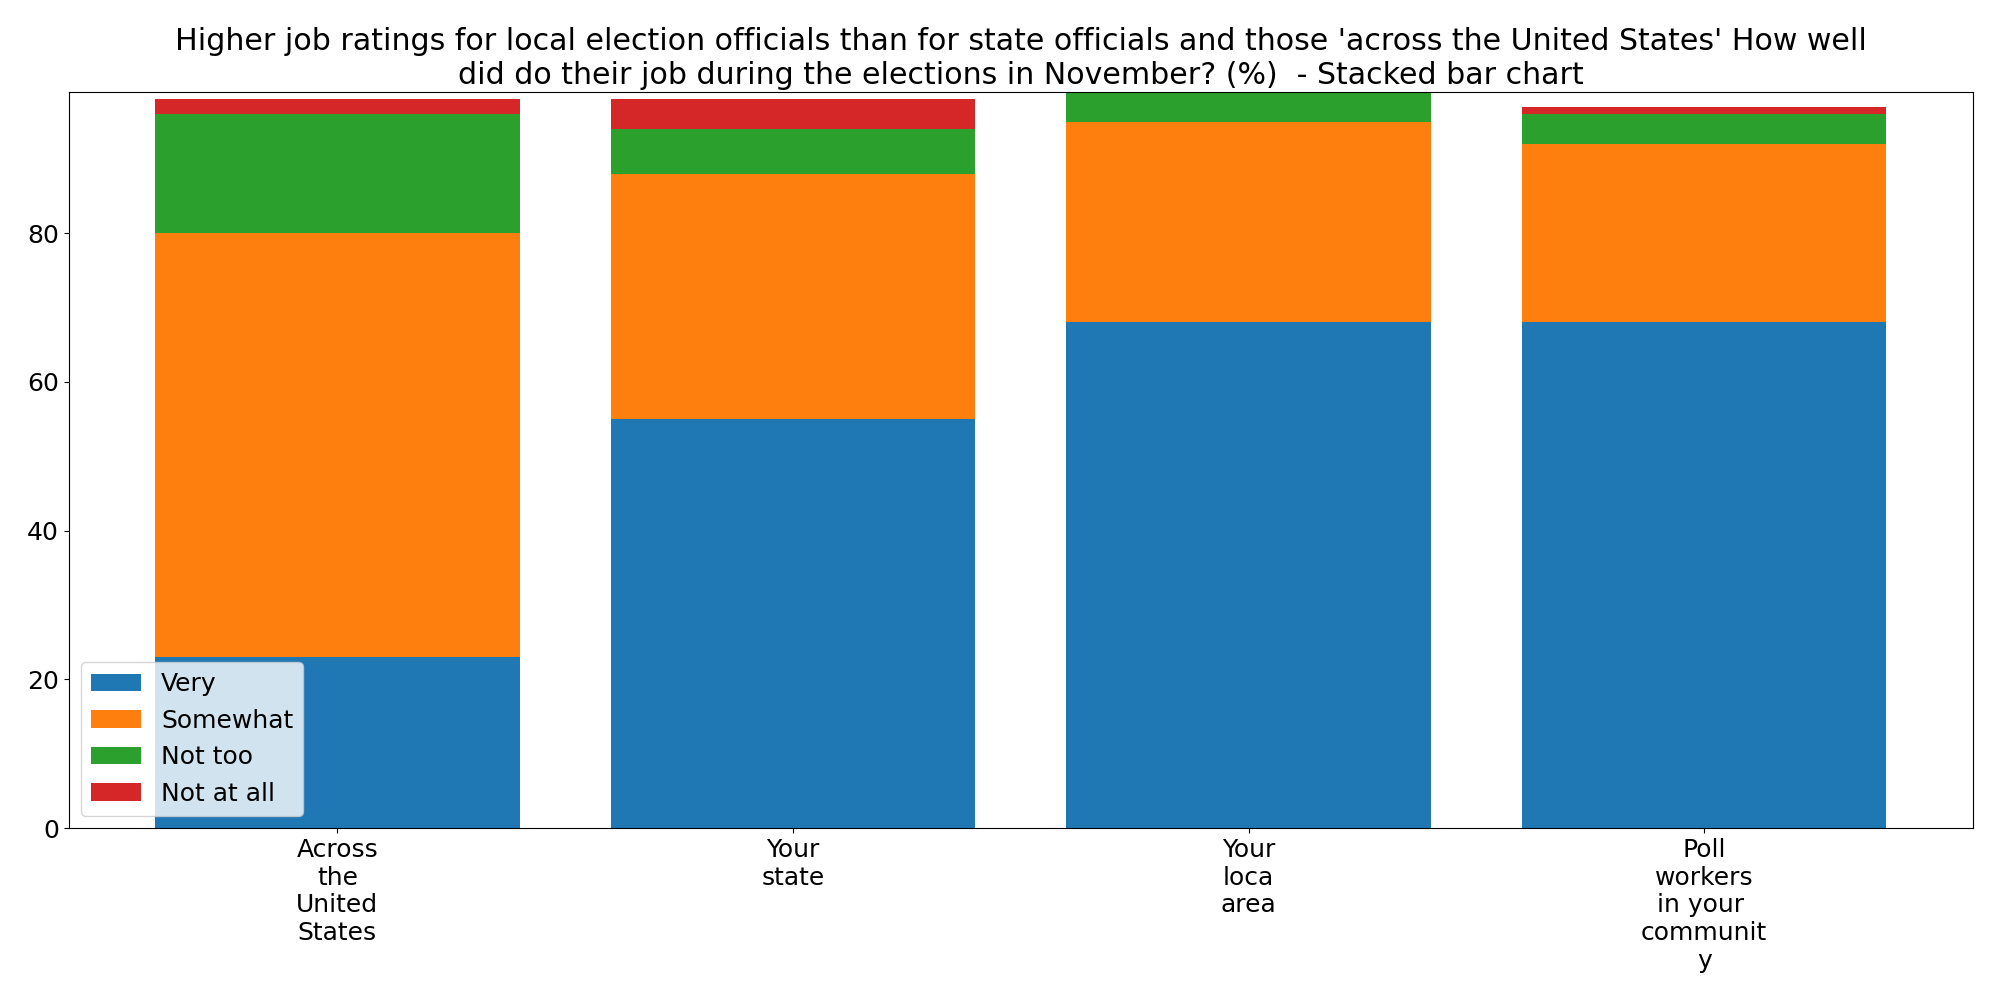 Higher job ratings for local election officials than for state officials and those 'across the United States' How well
did do their job during the elections in November? (%)  - Stacked bar chart
80
60
40
20
0
Very
Somewhat
Not too
Not at all
Across
the
United
States
Your
state
Your
loca
area
Poll
workers
in your
communit
y